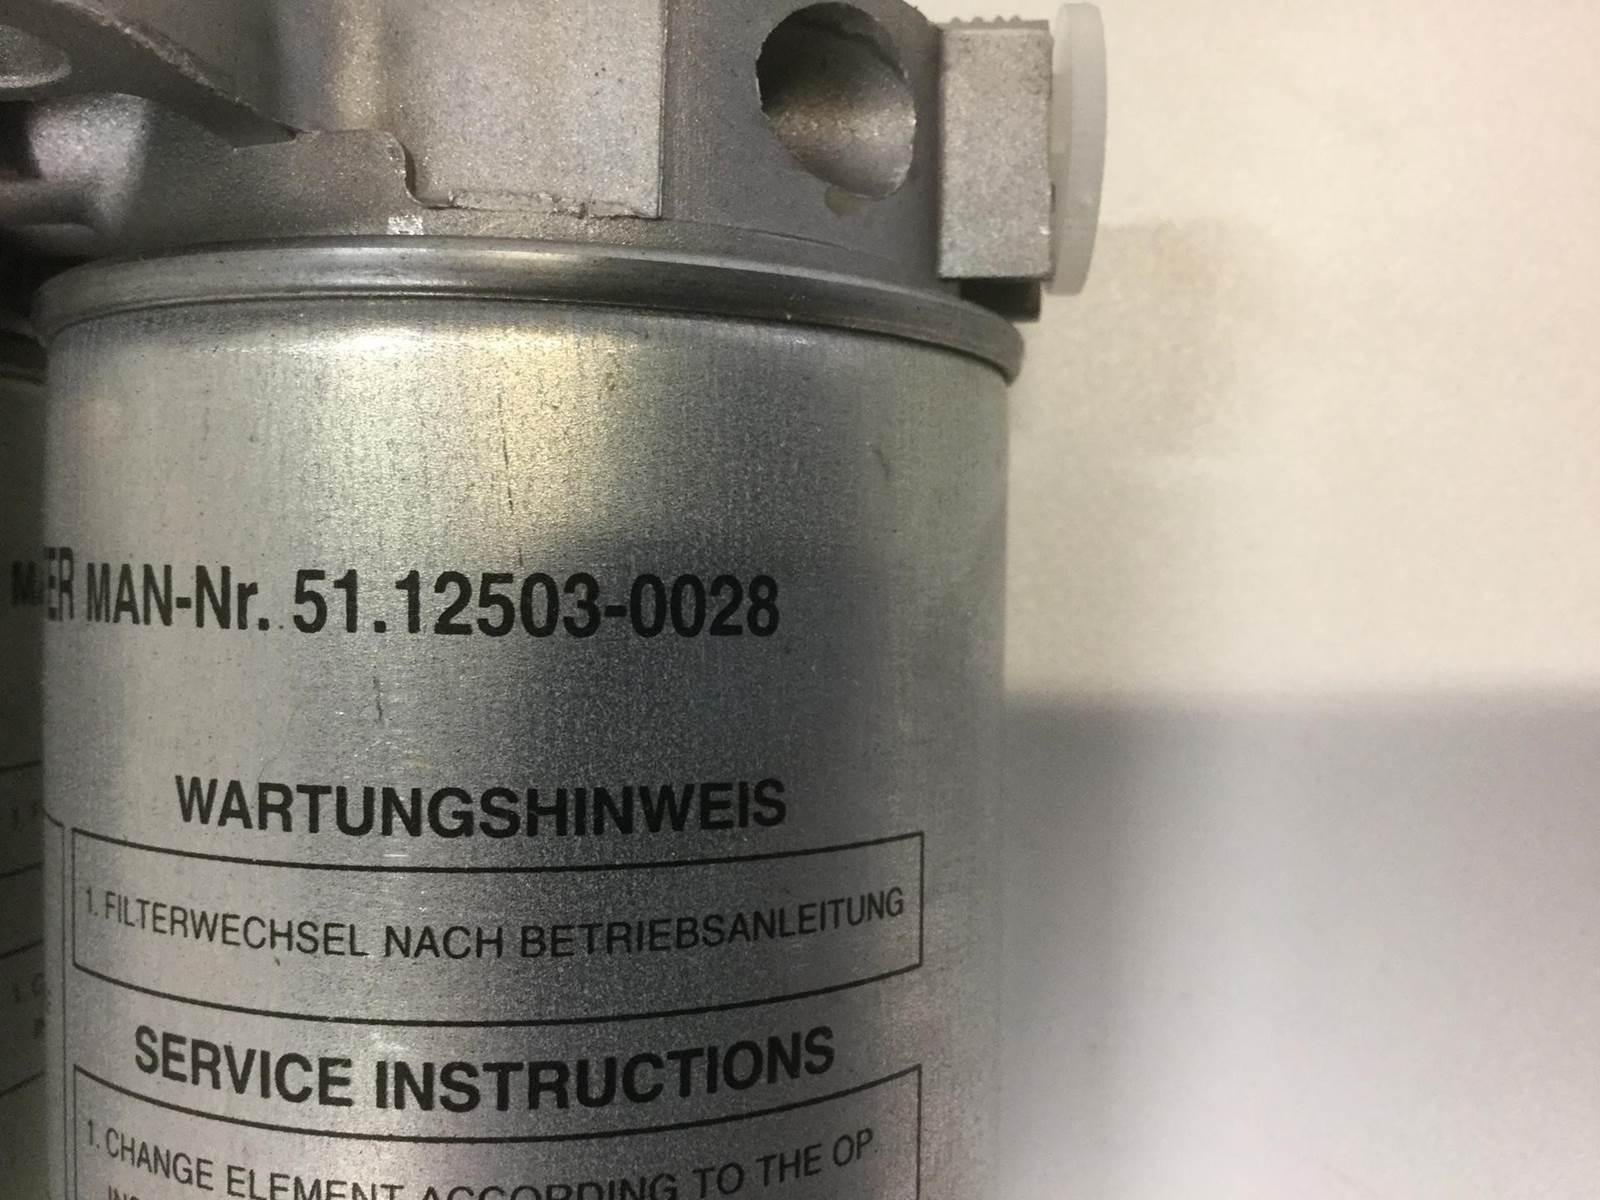 MAN-Nr. 51.12503-0028
WARTUNGSHINWEIS
1. FILTERWECHSEL NACH BETRIEBSANLEITUNG
SERVICE INSTRUCTIONS
1. CHANGE ELEMENT ACCORDING TO THE OP.